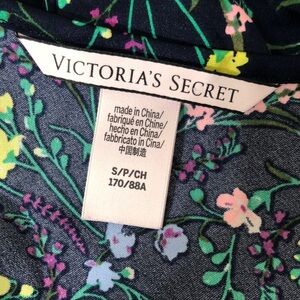 VICTORIA'S SECRET
made in China/
fabriqué en Chine/
hecho en China/
fabbricato in Cina/
中国制造
S/P/CH
170/88A